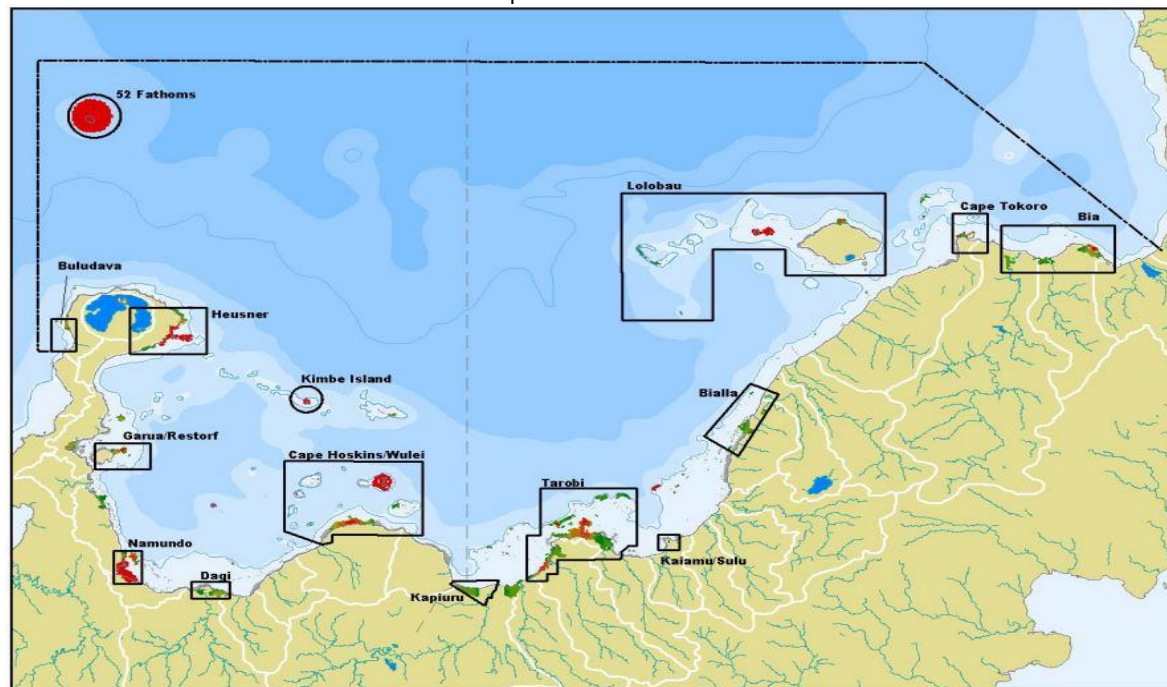 52 Fathoms
Lolobau
Cape Tokoro
Bia
Buludava
Heusner
Kimbe Island
Bialla
Garua/Restorf
Cape Hoskins/Wulei
Tarobi
Namundo
Dagi
Kapiuru
Kaiamu/Sulu